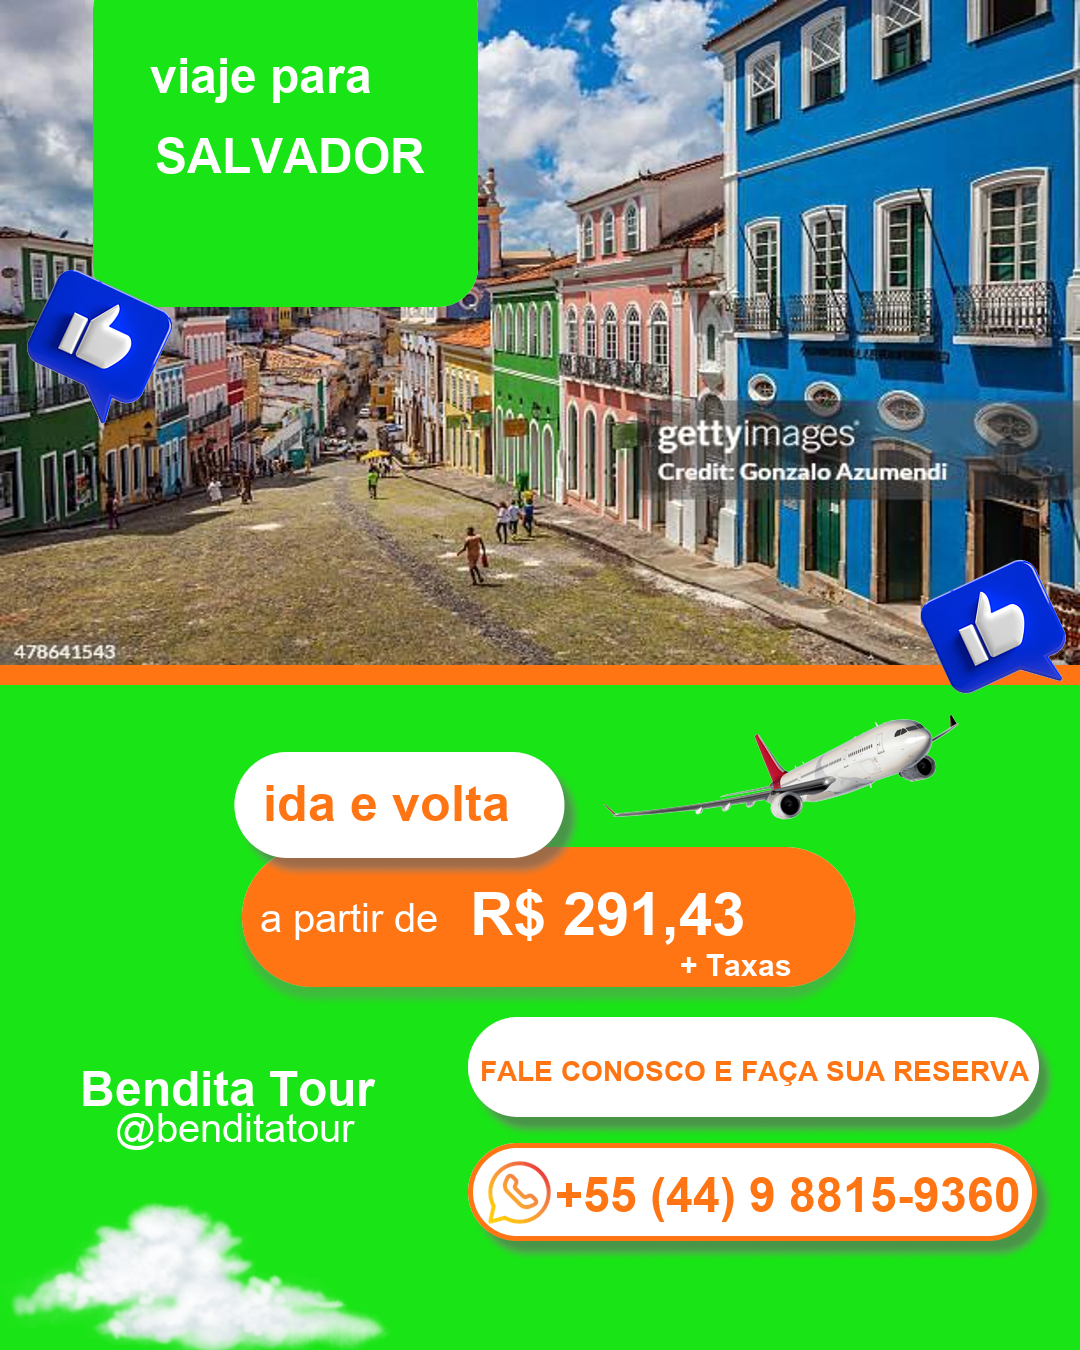 viaje para
SALVADOR
gettyimages®
Credit: Gonzalo Azumendi
478641543
ida e volta
a partir de R$ 291,43
+ Taxas
FALE CONOSCO E FAÇA SUA RESERVA
Bendita Tour
@benditatour
+55 (44) 9 8815-9360